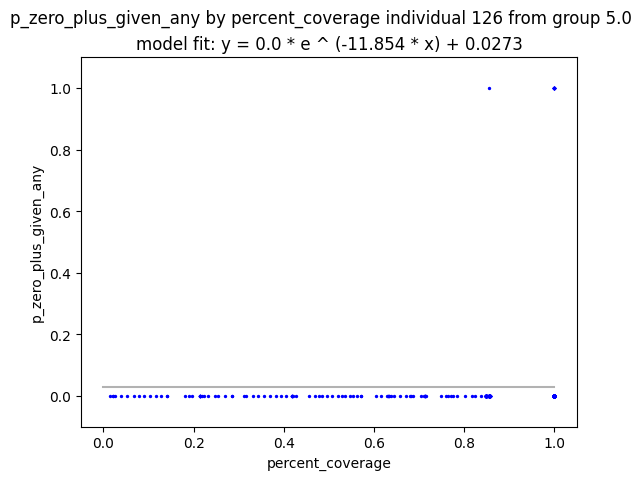 p_zero_plus_given_any by percent_coverage individual 126 from group 5.0
model fit: y = 0.0 * e ^ (-11.854 * x) + 0.0273
1.0
0.8
0.6
0.4
0.2
0.0
p_zero_plus_given_any
0.0 0.2 0.4 0.6 0.8 1.0
percent_coverage